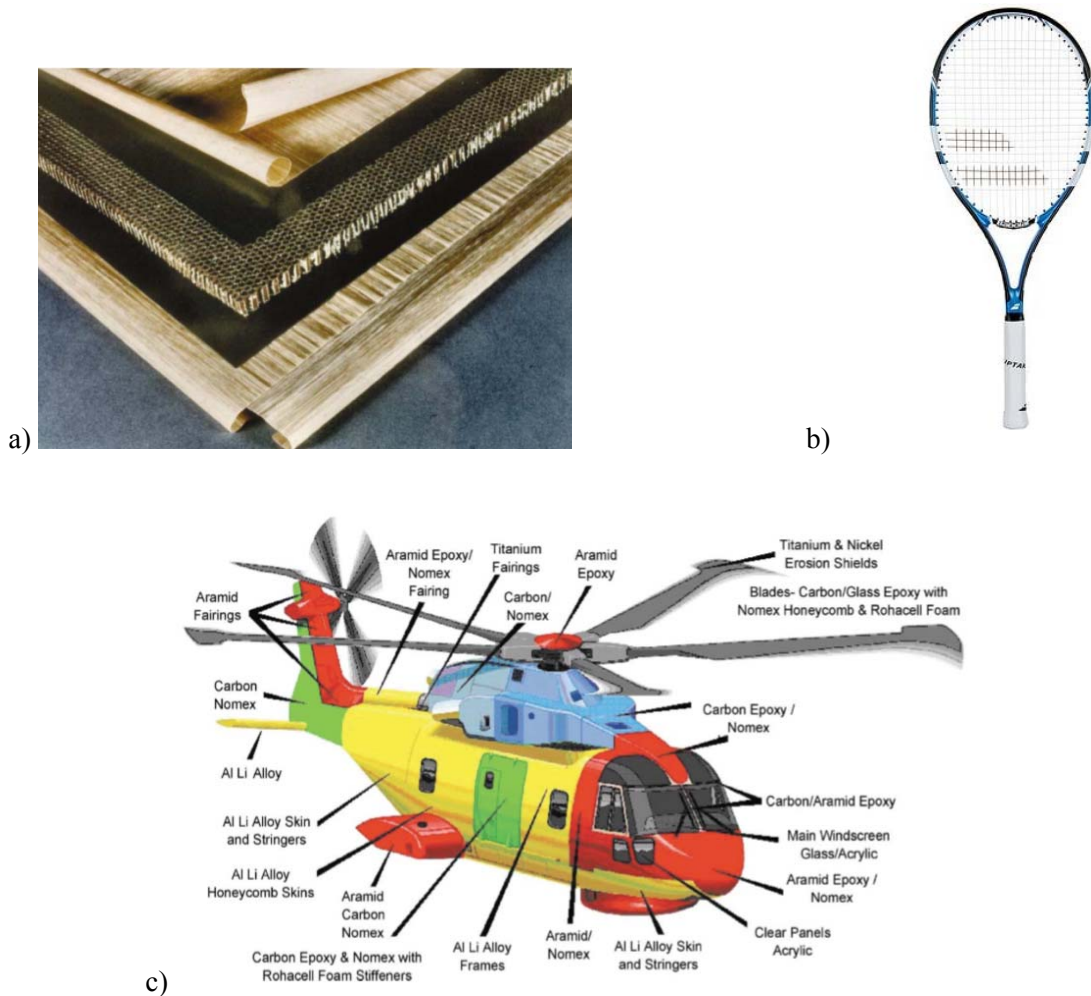 a)
b)
IPTAR
Titanium & Nickel
Erosion Shields
Blades- Carbon/Glass Epoxy with
Nomex Honeycomb & Rohacell Foam
Aramid
Epoxy
Titanium
Fairings
Aramid Epoxy/
Nomex
Fairing
Carbon/
Nomex
Aramid
Fairings
Carbon
Nomex
Al Li Alloy
Al Li Alloy Skin
and Stringers
Al Li Alloy
Honeycomb Skins
Aramid
Carbon
Nomex
Carbon Epoxy & Nomex with
Rohacell Foam Stiffeners
Al Li Alloy
Frames
Aramid/
Nomex
Al Li Alloy Skin
and Stringers
Clear Panels
Acrylic
Aramid Epoxy /
Nomex
Main Windscreen
Glass/Acrylic
Carbon/Aramid Epoxy
Carbon Epoxy /
Nomex
c)